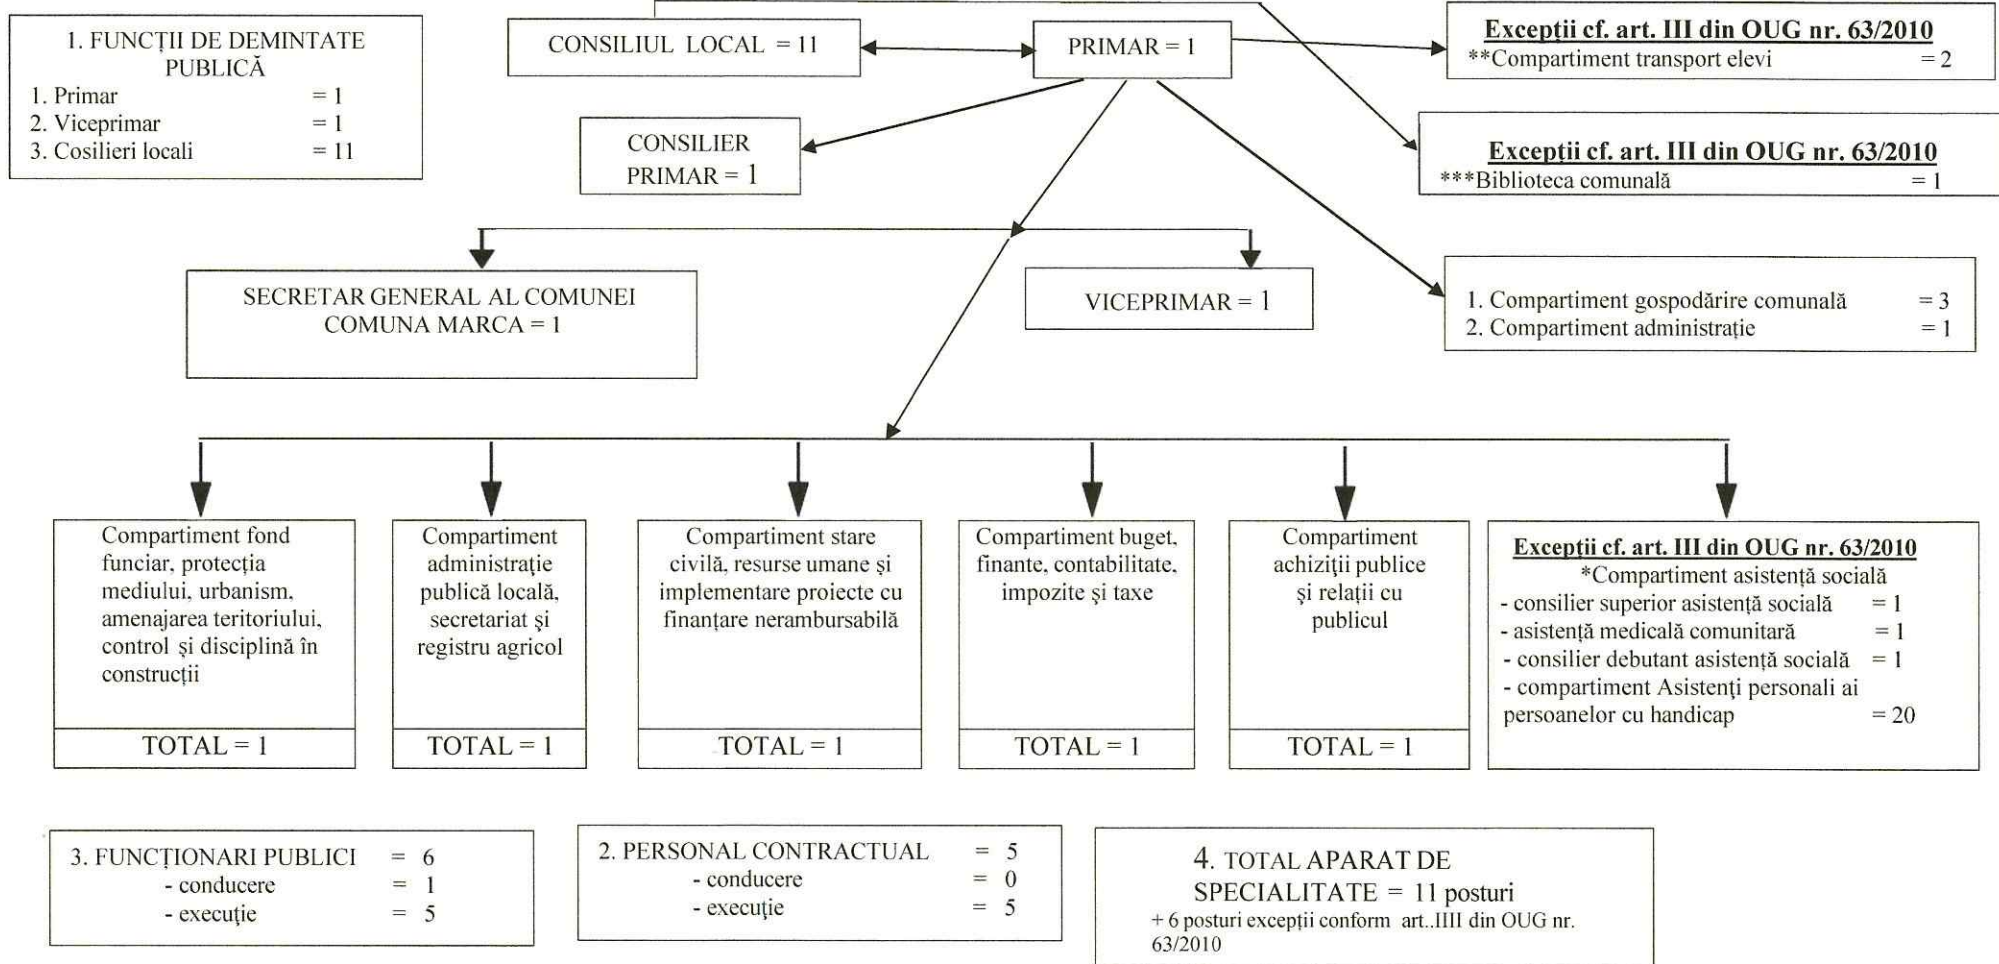 1. FUNCȚII DE DEMINTATE
PUBLICĂ
1. Primar = 1
2. Viceprimar = 1
3. Cosilieri locali = 11
CONSILIUL LOCAL = 11
PRIMAR = 1
Excepții cf. art. III din OUG nr. 63/2010
**Compartiment transport elevi = 2
CONSILIER
PRIMAR = 1
Excepții cf. art. III din OUG nr. 63/2010
***Biblioteca comunală = 1
SECRETAR GENERAL AL COMUNEI
COMUNA MARCA = 1
VICEPRIMAR = 1
1. Compartiment gospodărire comunală = 3
2. Compartiment administrație = 1
Compartiment fond
funciar, protecția
mediului, urbanism,
amenajarea teritoriului,
control și disciplină în
construcții
TOTAL = 1
Compartiment
administrație
publică locală,
secretariat și
registru agricol
TOTAL = 1
Compartiment stare
civilă, resurse umane și
implementare proiecte cu
finanțare nerambursabilă
TOTAL = 1
Compartiment buget,
finante, contabilitate,
impozite și taxe
TOTAL = 1
Compartiment
achiziții publice
și relații cu
publicul
TOTAL = 1
Excepții cf. art. III din OUG nr. 63/2010
*Compartiment asistență socială
- consilier superior asistență socială = 1
- asistență medicală comunitară = 1
- consilier debutant asistență socială = 1
- compartiment Asistenți personali ai
persoanelor cu handicap = 20
3. FUNCȚIONARI PUBLICI = 6
- conducere = 1
- execuție = 5
2. PERSONAL CONTRACTUAL = 5
- conducere = 0
- execuție = 5
4. TOTAL APARAT DE
SPECIALITATE = 11 posturi
+ 6 posturi excepții conform art..IIII din OUG nr.
63/2010